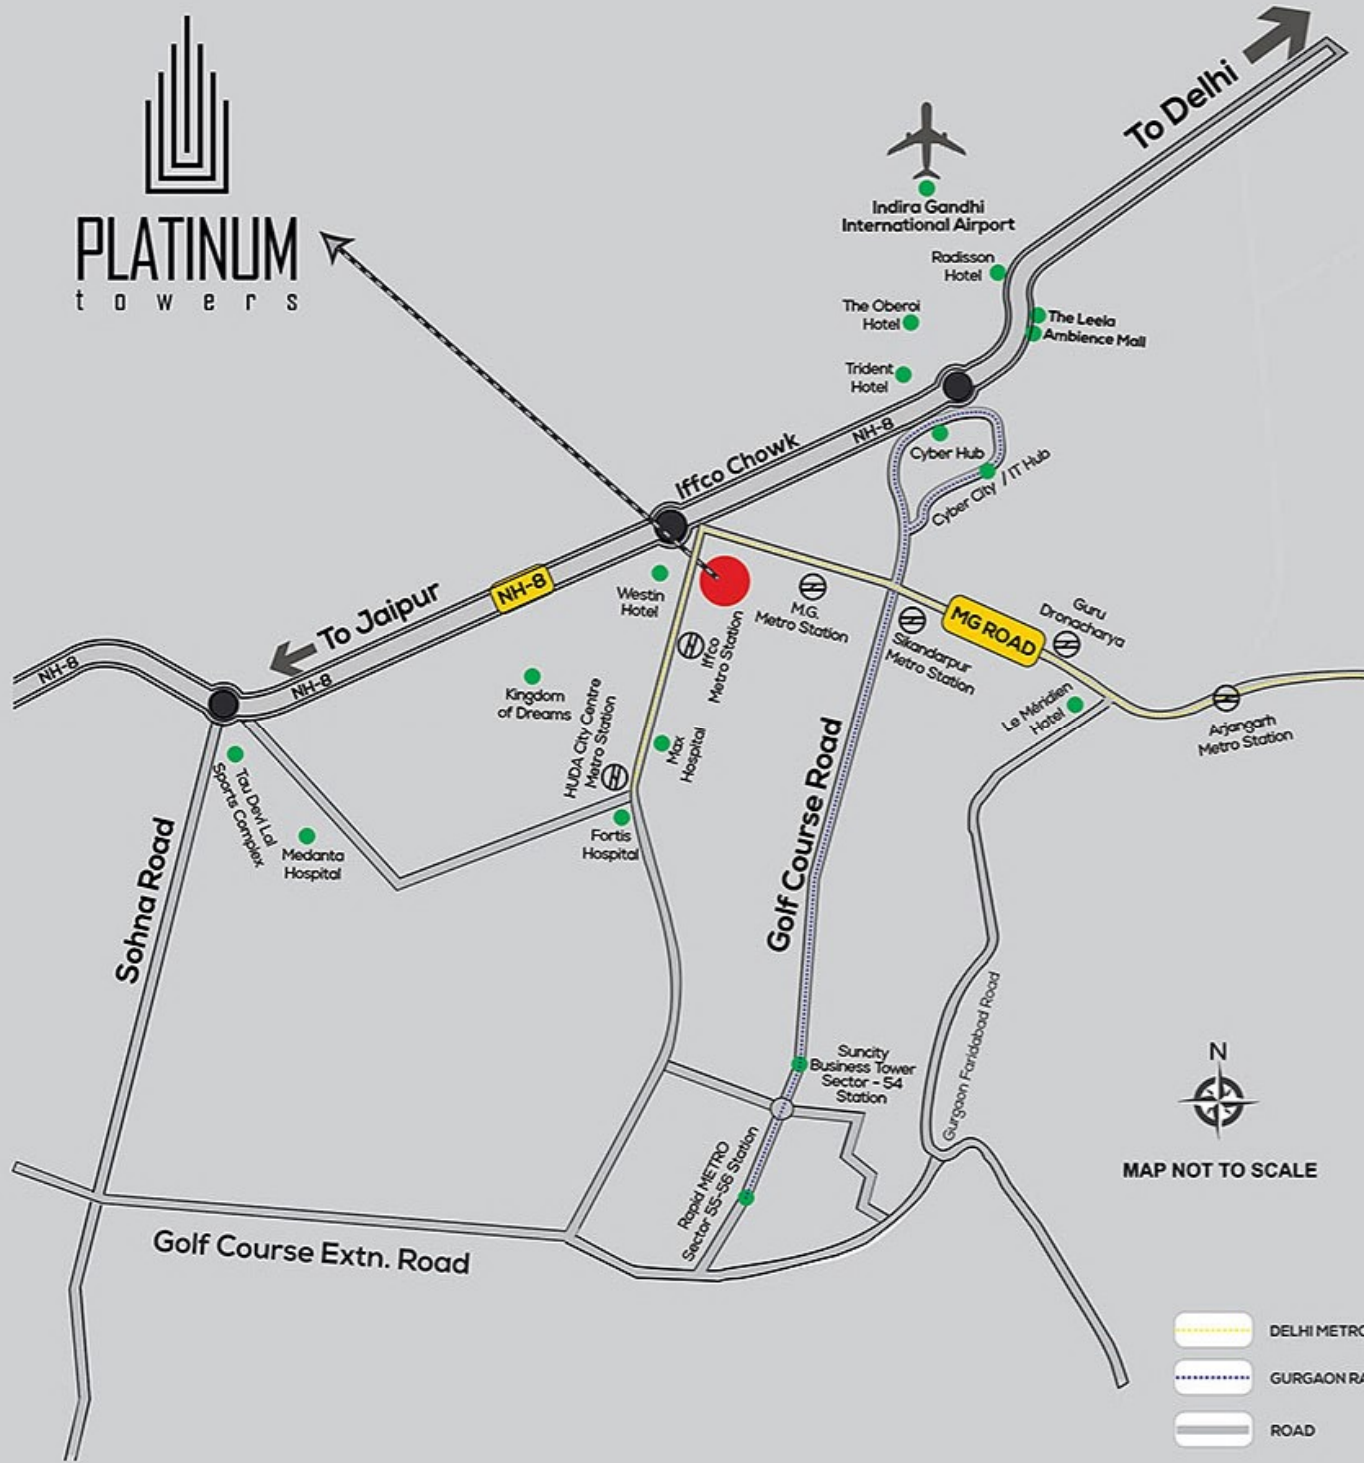 PLATINUM
towers
To Delhi
Indira Gandhi
International Airport
Radisson
Hotel
The Oberoi
Hotel
The Leela
Ambience Mall
Trident
Hotel
NH-8
Iffco Chowk
Cyber Hub
Cyber City / IT Hub
NH-8
To Jaipur
NH-8
NH-8
Westin
Hotel
Iffco
Metro Station
M.G.
Metro Station
Sikandarpur
Metro Station
MG ROAD
Guru
Dronacharya
Le Méridien
Hotel
Arjangarh
Metro Station
Kingdom
of Dreams
HUDA City Centre
Metro Station
Max
Hospital
Fortis
Hospital
Tau Devi Lal
Sports Complex
Medanta
Hospital
Sohna Road
Golf Course Road
Gurgaon Faridabad Road
Suncity
Business Tower
Sector - 54
Station
Rapid METRO
Sector 55-56 Station
Golf Course Extn. Road
N
MAP NOT TO SCALE
DELHI METRO
GURGAON RA
ROAD